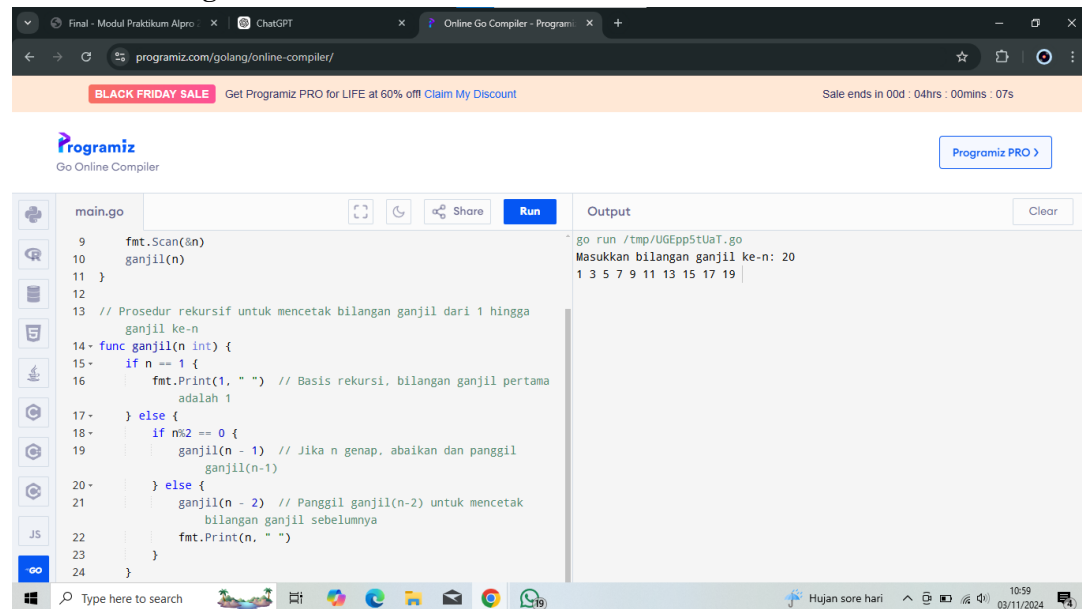 Final - Modul Praktikum Alpro 2
ChatGPT
Online Go Compiler - Program
programiz.com/golang/online-compiler/
BLACK FRIDAY SALE Get Programiz PRO for LIFE at 60% off! Claim My Discount Sale ends in 00d : 04hrs : 00mins : 07s
Programiz
Go Online Compiler
Programiz PRO >
main.go
Share
Run
9 fmt.Scan(&n)
10 ganjil(n)
11 }
12
13 // Prosedur rekursif untuk mencetak bilangan ganjil dari 1 hingga
ganjil ke-n
14 func ganjil(n int) {
15 if n == 1 {
16 fmt.Print(1, " ") // Basis rekursi, bilangan ganjil pertama
adalah 1
17 } else {
18 if n%2 == 0 {
19 ganjil(n - 1) // Jika n genap, abaikan dan panggil
ganjil(n-1)
20 } else {
21 ganjil(n - 2) // Panggil ganjil(n-2) untuk mencetak
bilangan ganjil sebelumnya
22 fmt.Print(n, " ")
23 }
24 }
JS
GO
Output
Clear
go run /tmp/UGEpp5tUaT.go
Masukkan bilangan ganjil ke-n: 20
1 3 5 7 9 11 13 15 17 19
Type here to search
19
Hujan sore hari
10:59
03/11/2024
4